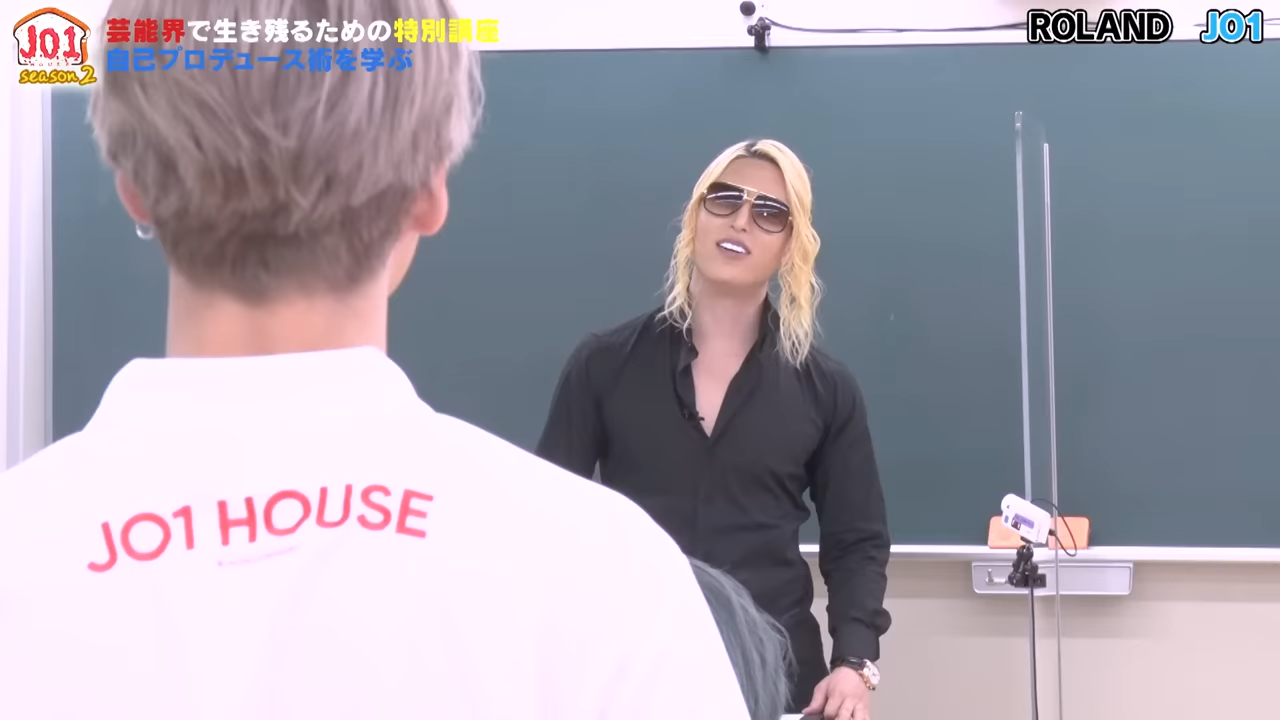 JO1
season2
芸能界で生き残るための特別講座
自己プロデュース術を学ぶ
ROLAND JO1
JO1 HOUSE